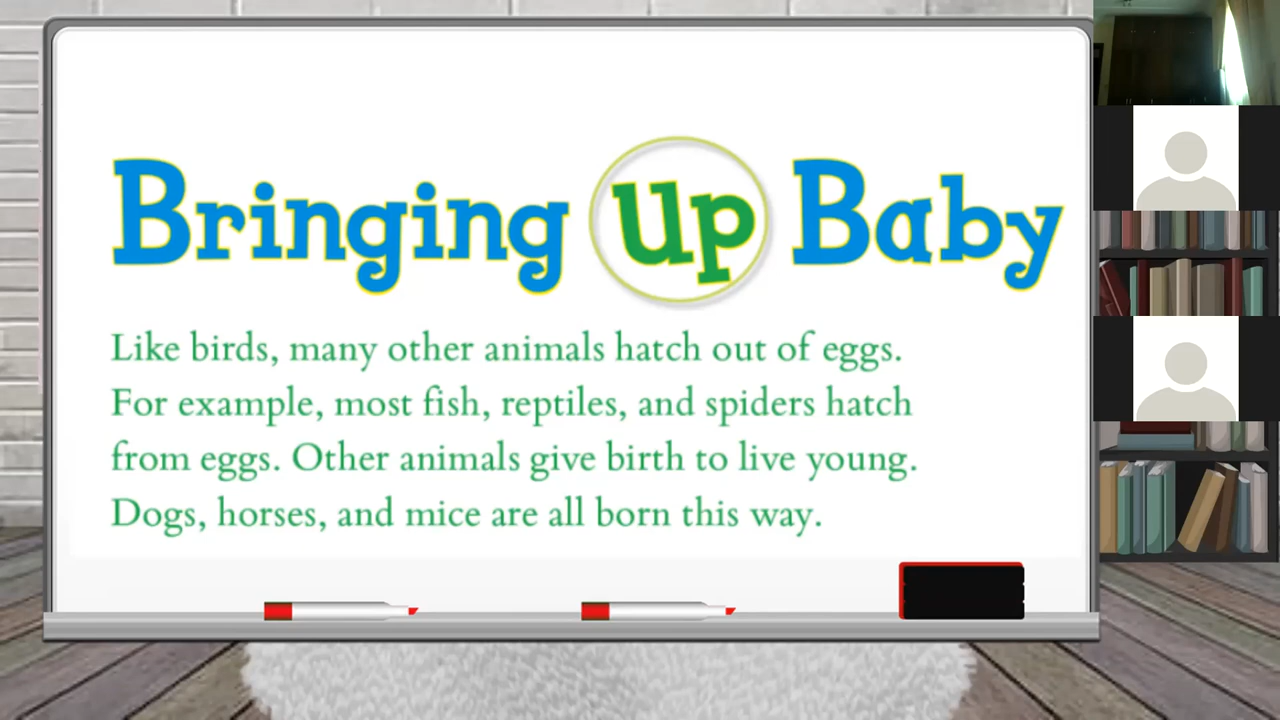 Bringing Up Baby
Like birds, many other animals hatch out of eggs.
For example, most fish, reptiles, and spiders hatch
from eggs. Other animals give birth to live young.
Dogs, horses, and mice are all born this way.